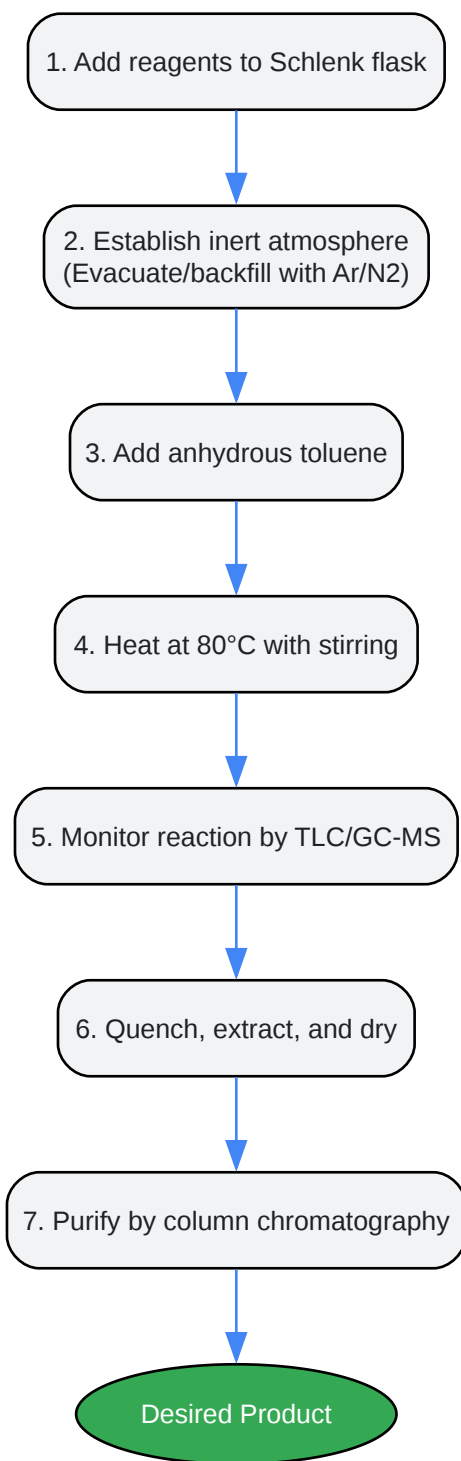 1. Add reagents to Schlenk flask
2. Establish inert atmosphere
(Evacuate/backfill with Ar/N2)
3. Add anhydrous toluene
4. Heat at 80°C with stirring
5. Monitor reaction by TLC/GC-MS
6. Quench, extract, and dry
7. Purify by column chromatography
Desired Product